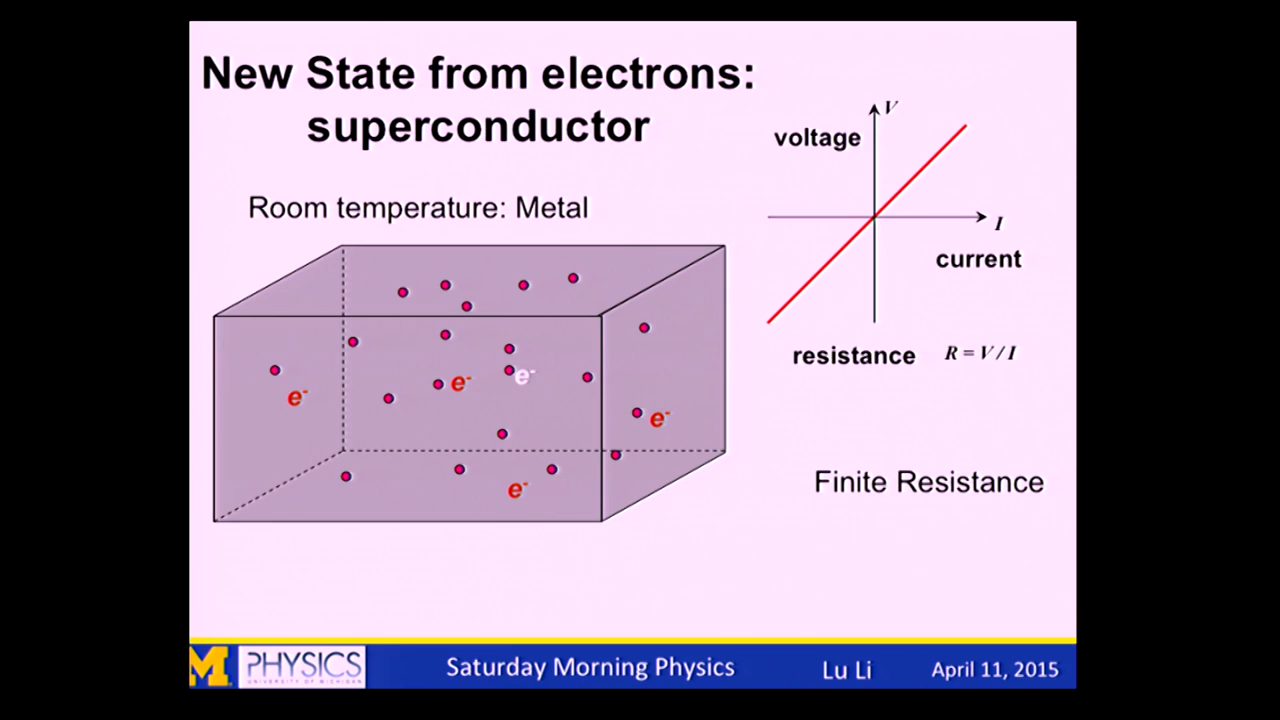 New State from electrons:
superconductor
Room temperature: Metal
voltage
V
I
current
resistance R = V / I
Finite Resistance
e-
e-
e-
e-
e-
M PHYSICS
UNIVERSITY OF MICHIGAN
Saturday Morning Physics Lu Li April 11, 2015